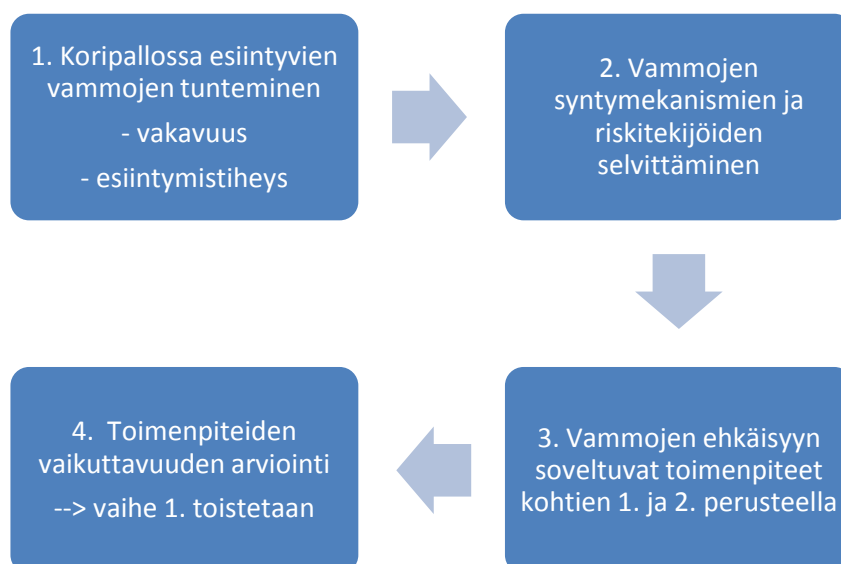 1. Koripallossa esiintyvien
vammojen tunteminen
- vakavuus
- esiintymistiheys
2. Vammojen
syntymekanismien ja
riskitekijöiden
selvittäminen
3. Vammojen ehkäisyyn
soveltuvat toimenpiteet
kohtien 1. ja 2. perusteella
4. Toimenpiteiden
vaikuttavuuden arviointi
--> vaihe 1. toistetaan